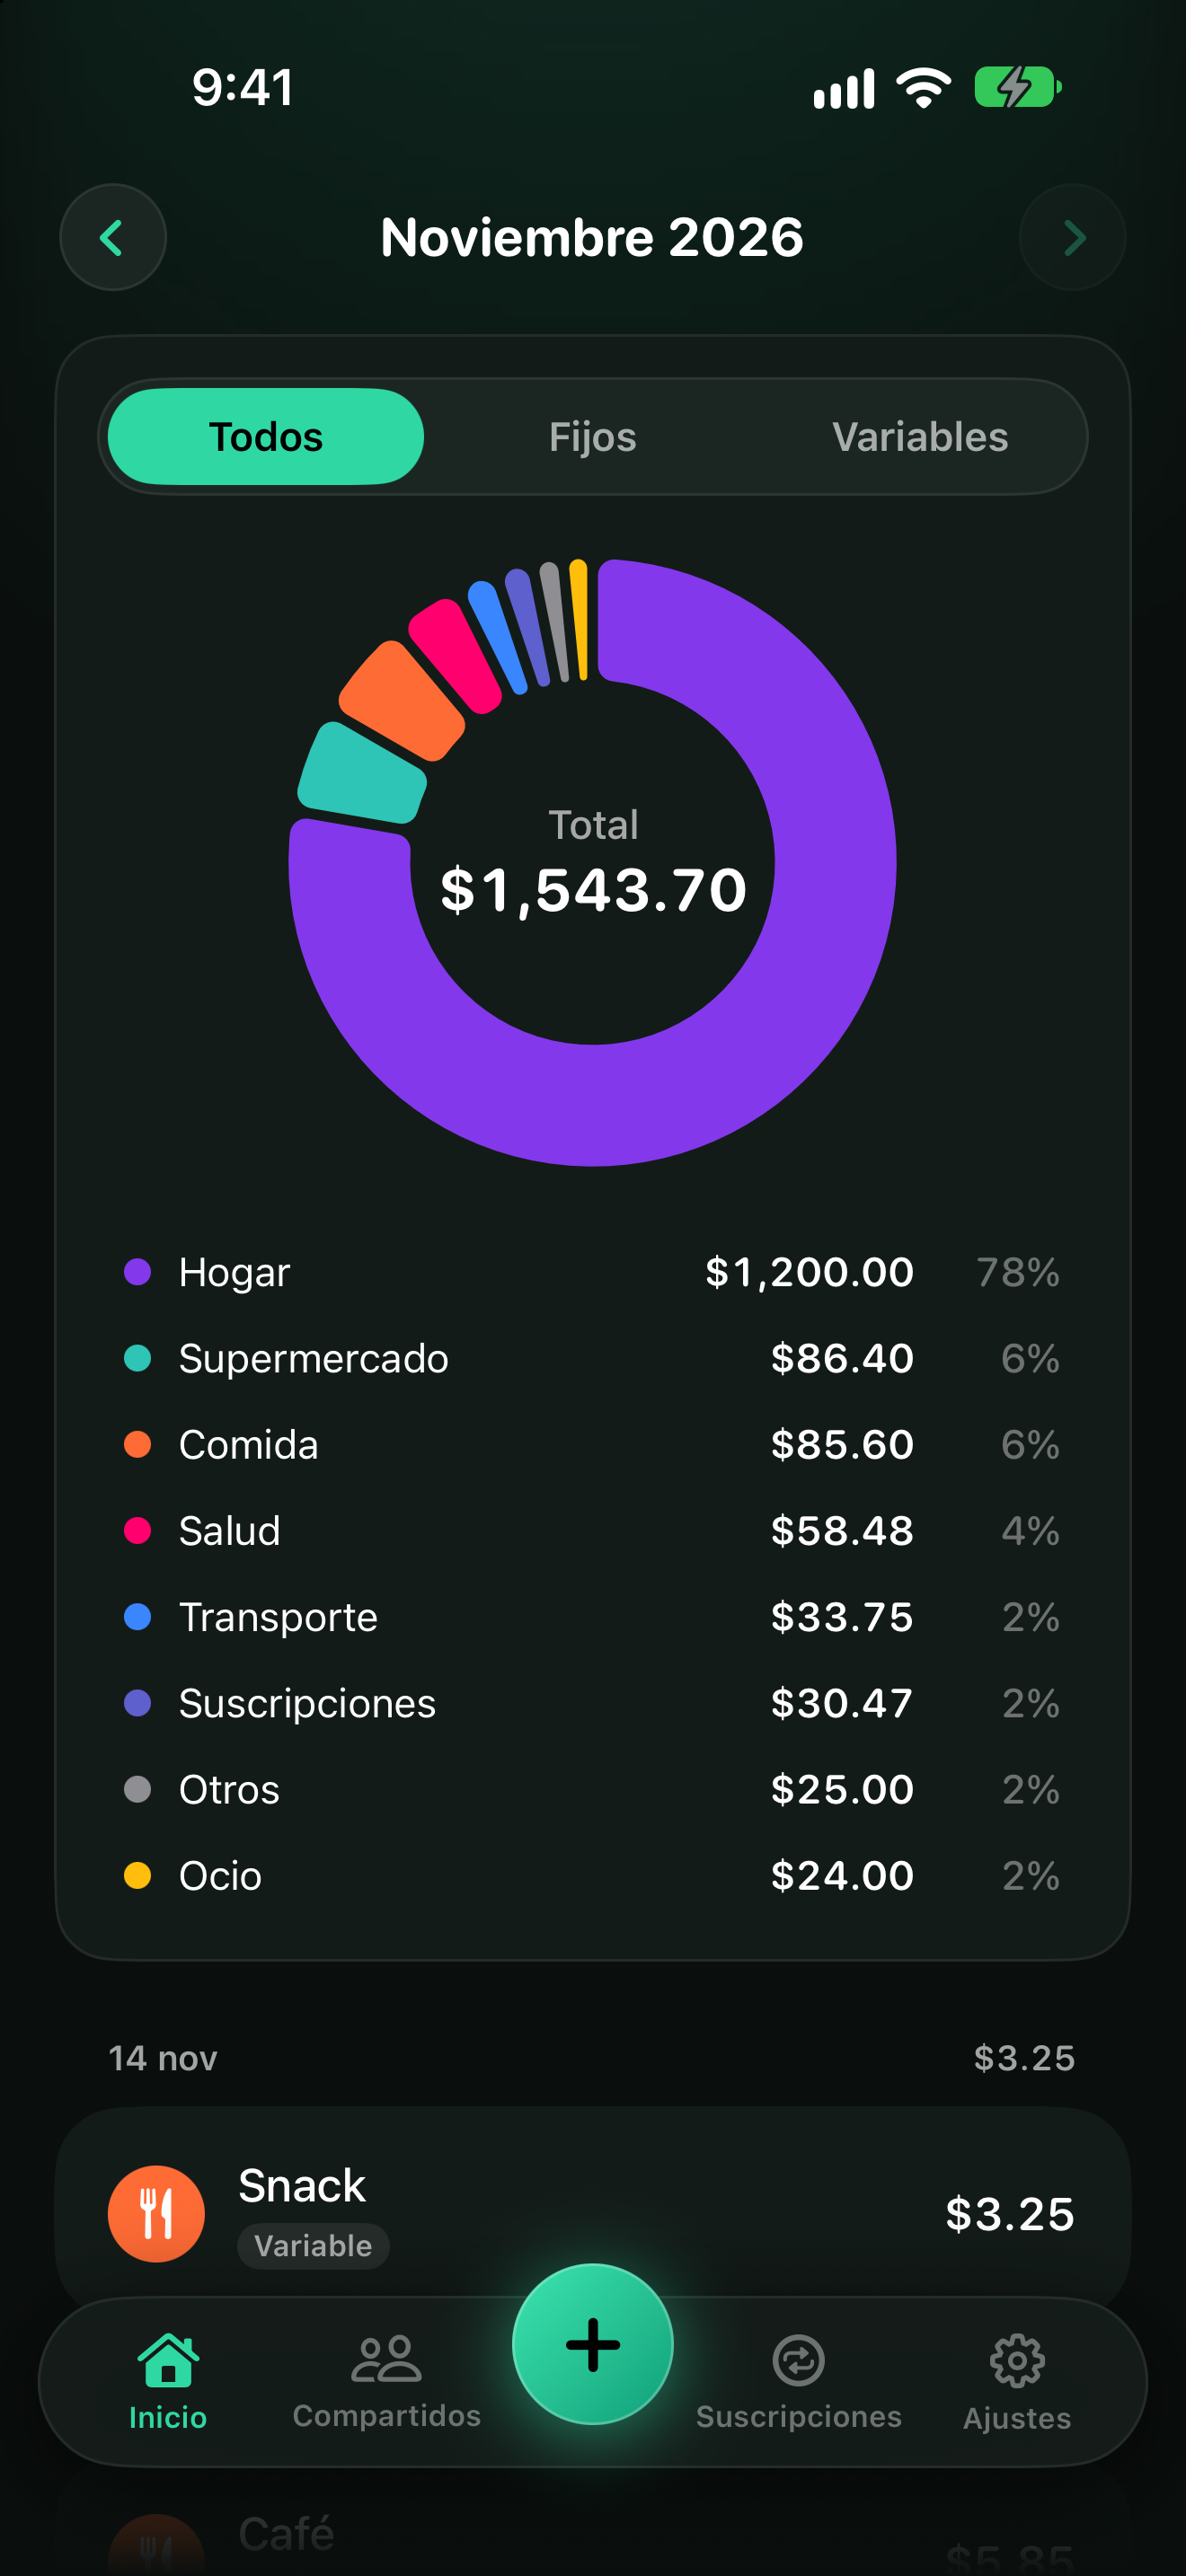 9:41
Noviembre 2026
Todos Fijos Variables
Total
$1,543.70
Hogar $1,200.00 78%
Supermercado $86.40 6%
Comida $85.60 6%
Salud $58.48 4%
Transporte $33.75 2%
Suscripciones $30.47 2%
Otros $25.00 2%
Ocio $24.00 2%
14 nov $3.25
Snack
Variable
$3.25
Inicio Compartidos Suscripciones Ajustes
Café
$5.85